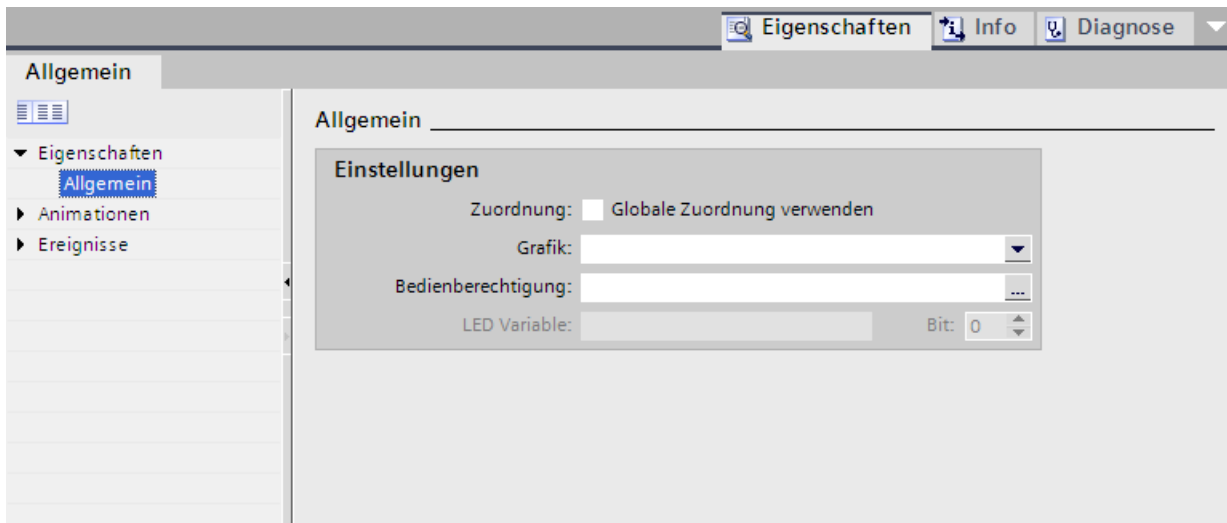 Eigenschaften Info Diagnose
Allgemein
Eigenschaften
Allgemein
Animationen
Ereignisse
Allgemein
Einstellungen
Zuordnung: Globale Zuordnung verwenden
Grafik:
Bedienberechtigung: ...
LED Variable: Bit: 0